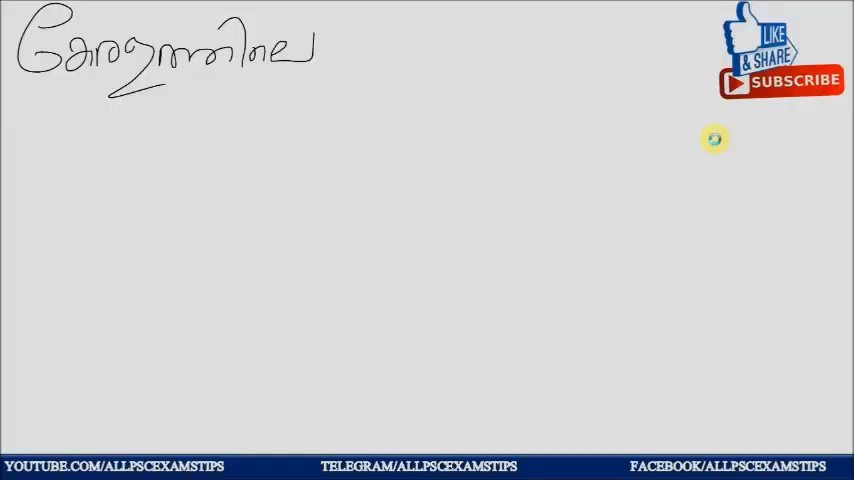 കേരളത്തിലെ
LIKE
& SHARE
SUBSCRIBE
YOUTUBE.COM/ALLPSCEXAMSTIPS TELEGRAM/ALLPSCEXAMSTIPS FACEBOOK/ALLPSCEXAMSTIPS